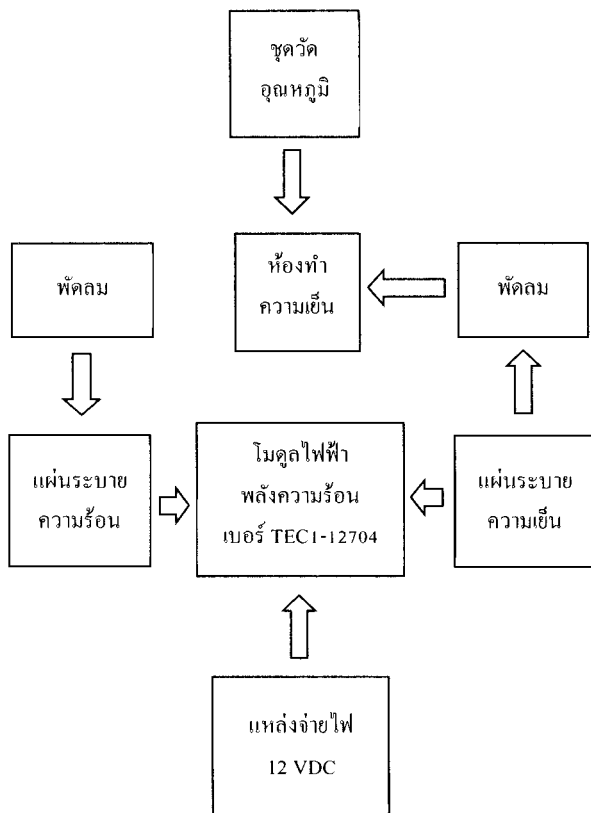 ชุดวัด
อุณหภูมิ
พัดลม
ห้องทำ
ความเย็น
พัดลม
แผ่นระบาย
ความร้อน
โมดูลไฟฟ้า
พลังความร้อน
เบอร์ TEC1-12704
แผ่นระบาย
ความเย็น
แหล่งจ่ายไฟ
12 VDC